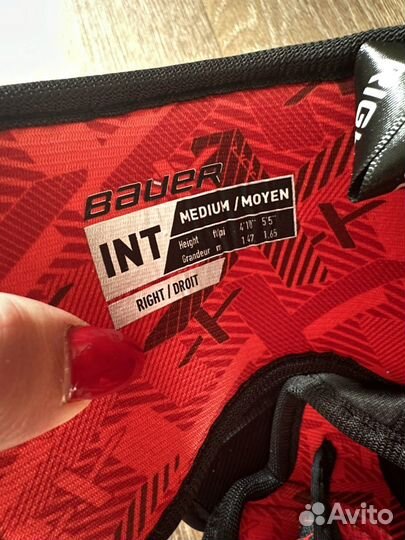 RIGH
BAUER
INT
MEDIUM / MOYEN
Height ft/pi 4'10" 5'5"
Grandeur m 1.47 1.65
RIGHT / DROIT
Avito